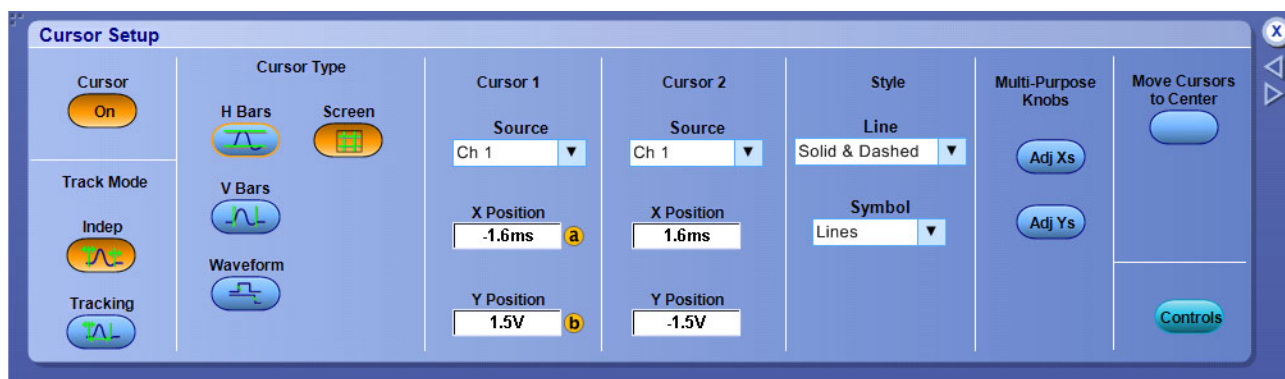 Cursor Setup
Cursor
On
Track Mode
Indep
Tracking
Cursor Type
H Bars
Screen
V Bars
Waveform
Cursor 1
Source
Ch 1
X Position
-1.6ms
a
Y Position
1.5V
b
Cursor 2
Source
Ch 1
X Position
1.6ms
Y Position
-1.5V
Style
Line
Solid & Dashed
Symbol
Lines
Multi-Purpose
Knobs
Adj Xs
Adj Ys
Move Cursors
to Center
Controls
X